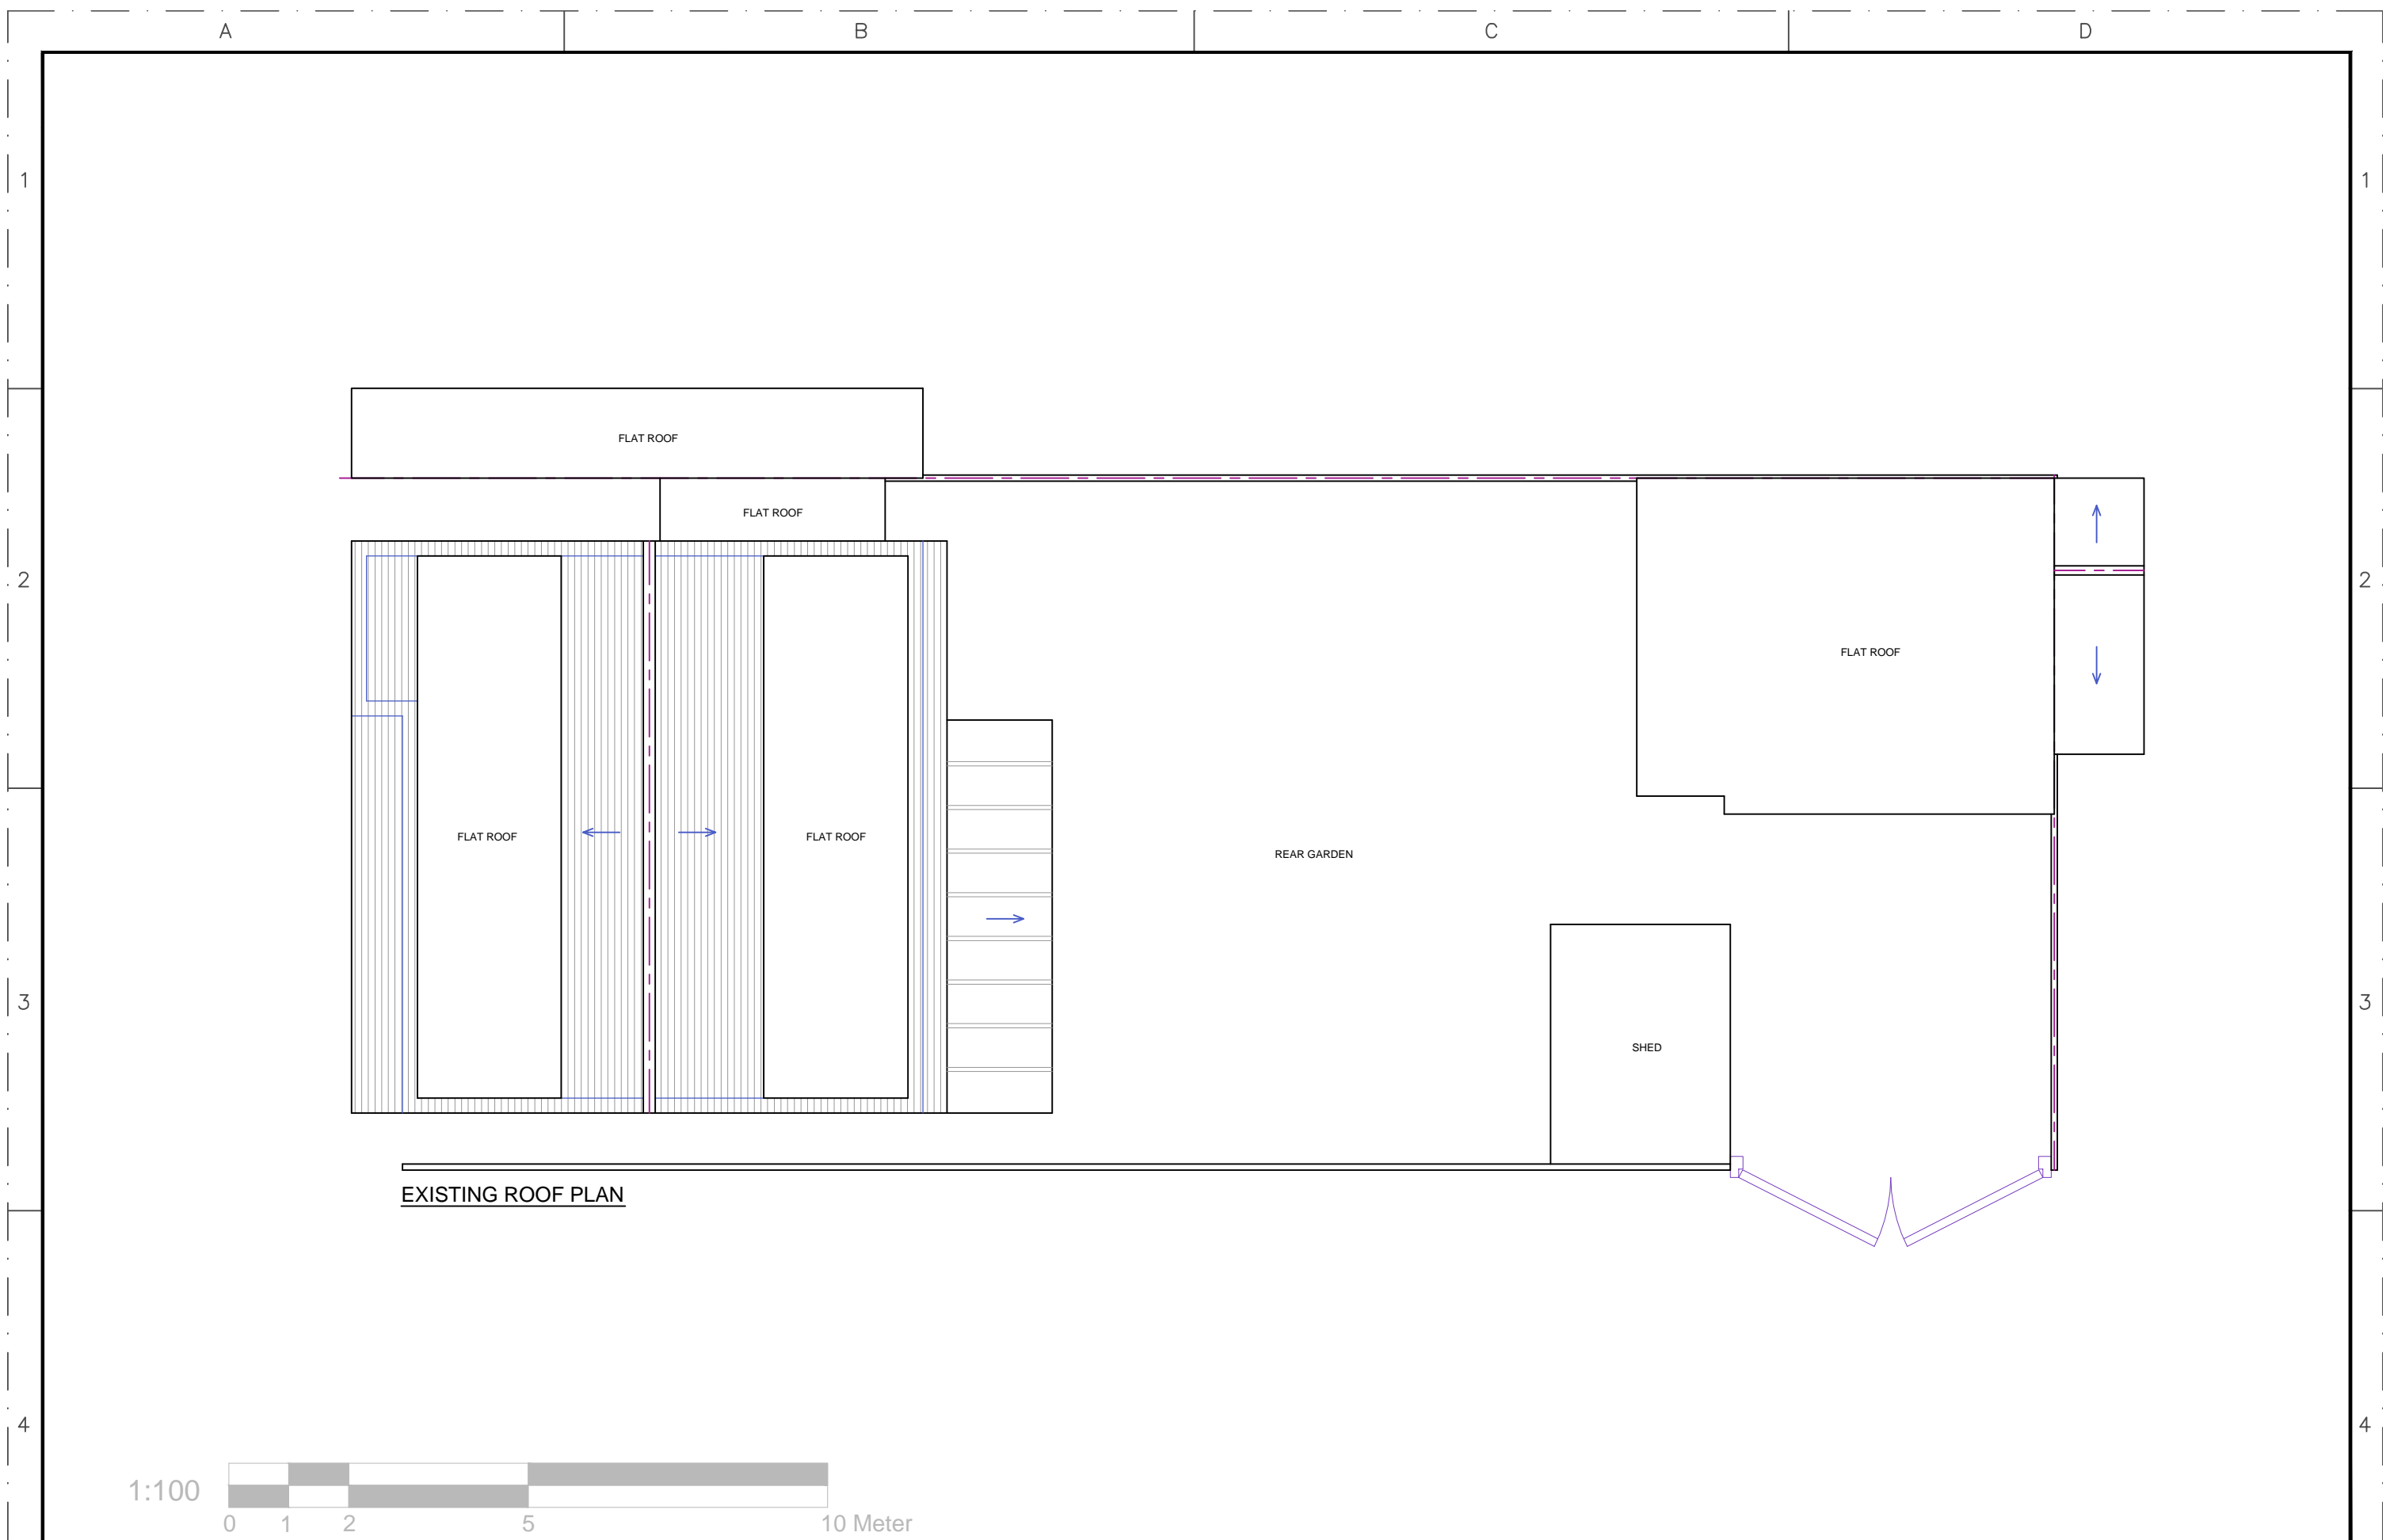 A B C D
1 1
FLAT ROOF
FLAT ROOF
2 2
FLAT ROOF
FLAT ROOF FLAT ROOF
REAR GARDEN
3 3
SHED
EXISTING ROOF PLAN
4 4
1:100
0 1 2 5 10 Meter